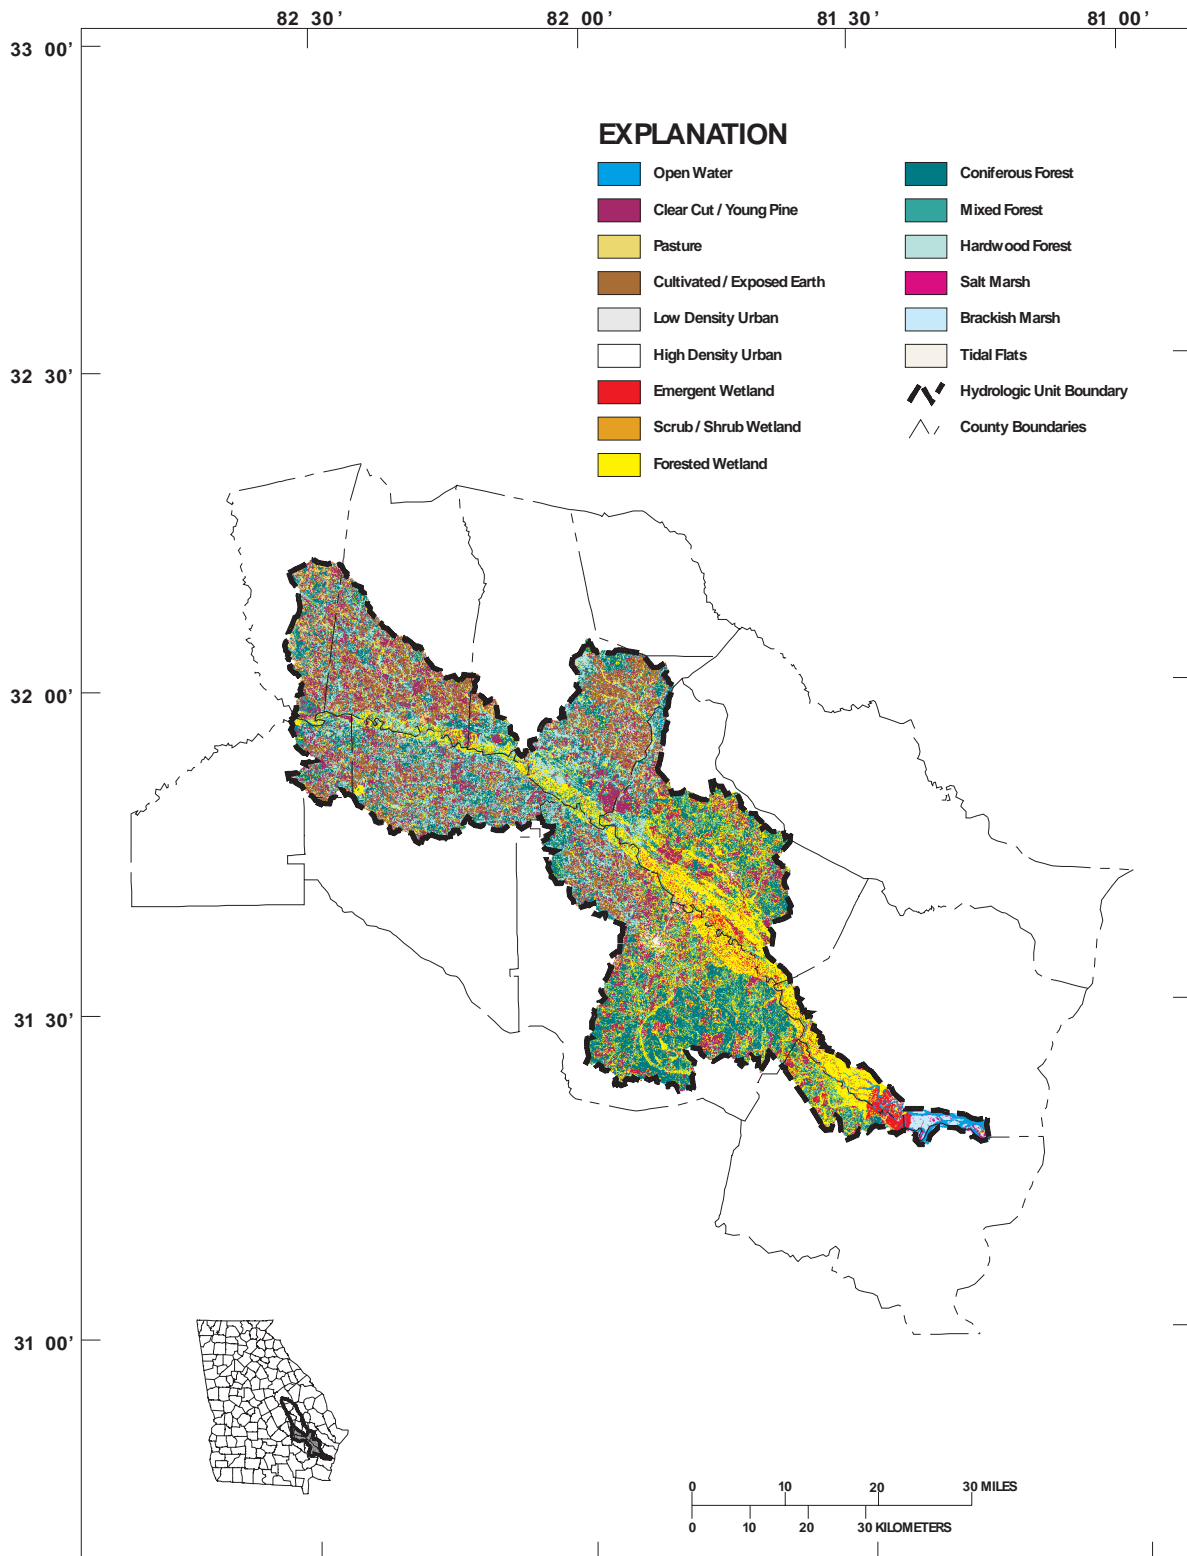 82 30’ 82 00’ 81 30’ 81 00’
33 00’
EXPLANATION
Open Water
Clear Cut / Young Pine
Pasture
Cultivated / Exposed Earth
Low Density Urban
High Density Urban
Emergent Wetland
Scrub / Shrub Wetland
Forested Wetland
Coniferous Forest
Mixed Forest
Hardwood Forest
Salt Marsh
Brackish Marsh
Tidal Flats
Hydrologic Unit Boundary
County Boundaries
32 30’
32 00’
31 30’
31 00’
0 10 20 30 MILES
0 10 20 30 KILOMETERS